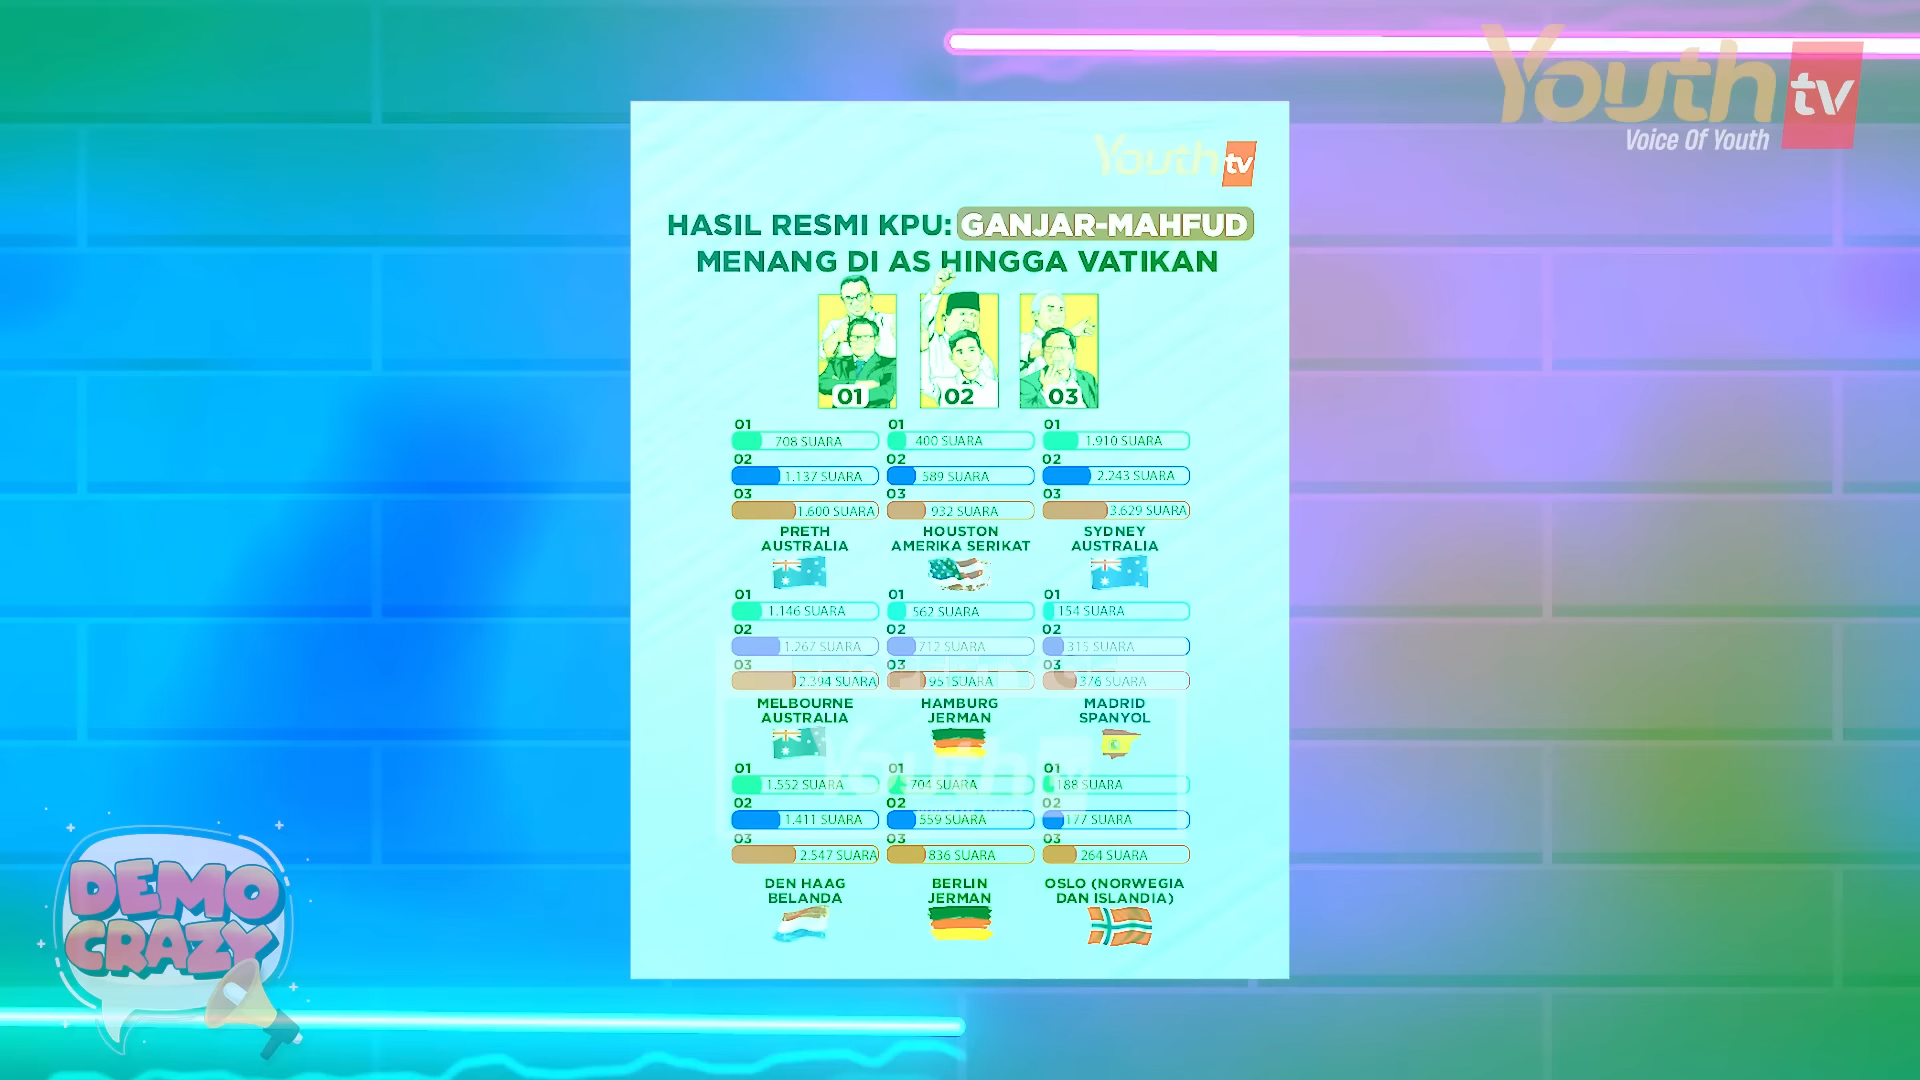 Youth tv
Voice Of Youth
Youth tv
HASIL RESMI KPU: GANJAR-MAHFUD
MENANG DI AS HINGGA VATIKAN
01 02 03
01 01 01
708 SUARA 400 SUARA 1.910 SUARA
02 02 02
1.137 SUARA 589 SUARA 2.243 SUARA
03 03 03
1.600 SUARA 932 SUARA 3.629 SUARA
PRETH HOUSTON SYDNEY
AUSTRALIA AMERIKA SERIKAT AUSTRALIA
01 01 01
1.146 SUARA 562 SUARA 154 SUARA
02 02 02
1.267 SUARA 712 SUARA 315 SUARA
03 03 03
2.394 SUARA 951 SUARA 376 SUARA
MELBOURNE HAMBURG MADRID
AUSTRALIA JERMAN SPANYOL
01 01 01
1.552 SUARA 704 SUARA 188 SUARA
02 02 02
1.411 SUARA 559 SUARA 177 SUARA
03 03 03
2.547 SUARA 836 SUARA 264 SUARA
DEN HAAG BERLIN OSLO (NORWEGIA
BELANDA JERMAN DAN ISLANDIA)
DEMO
CRAZY